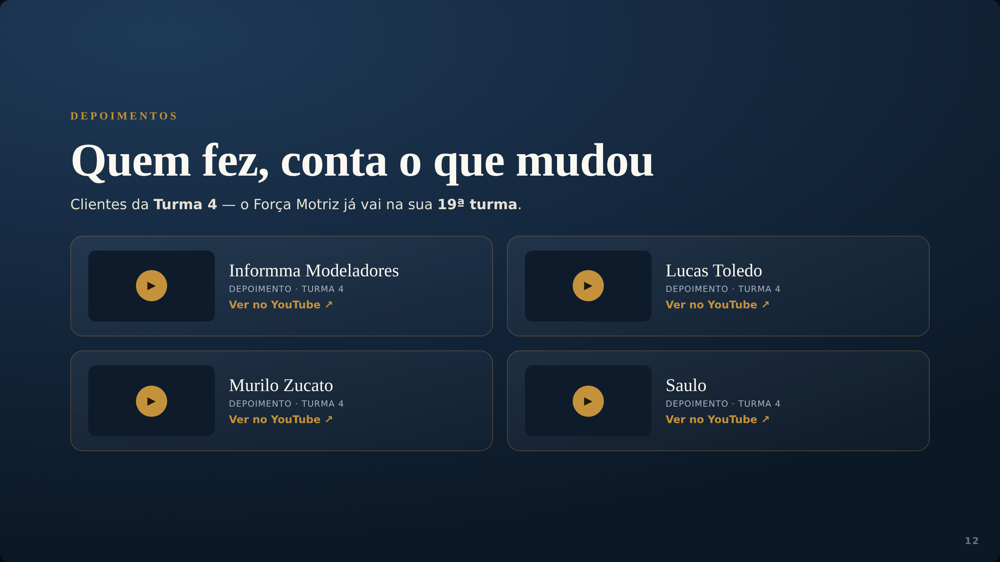 DEPOIMENTOS
Quem fez, conta o que mudou
Clientes da Turma 4 — o Força Motriz já vai na sua 19ª turma.
Informma Modeladores
DEPOIMENTO · TURMA 4
Ver no YouTube ↗
Lucas Toledo
DEPOIMENTO · TURMA 4
Ver no YouTube ↗
Murilo Zucato
DEPOIMENTO · TURMA 4
Ver no YouTube ↗
Saulo
DEPOIMENTO · TURMA 4
Ver no YouTube ↗
12